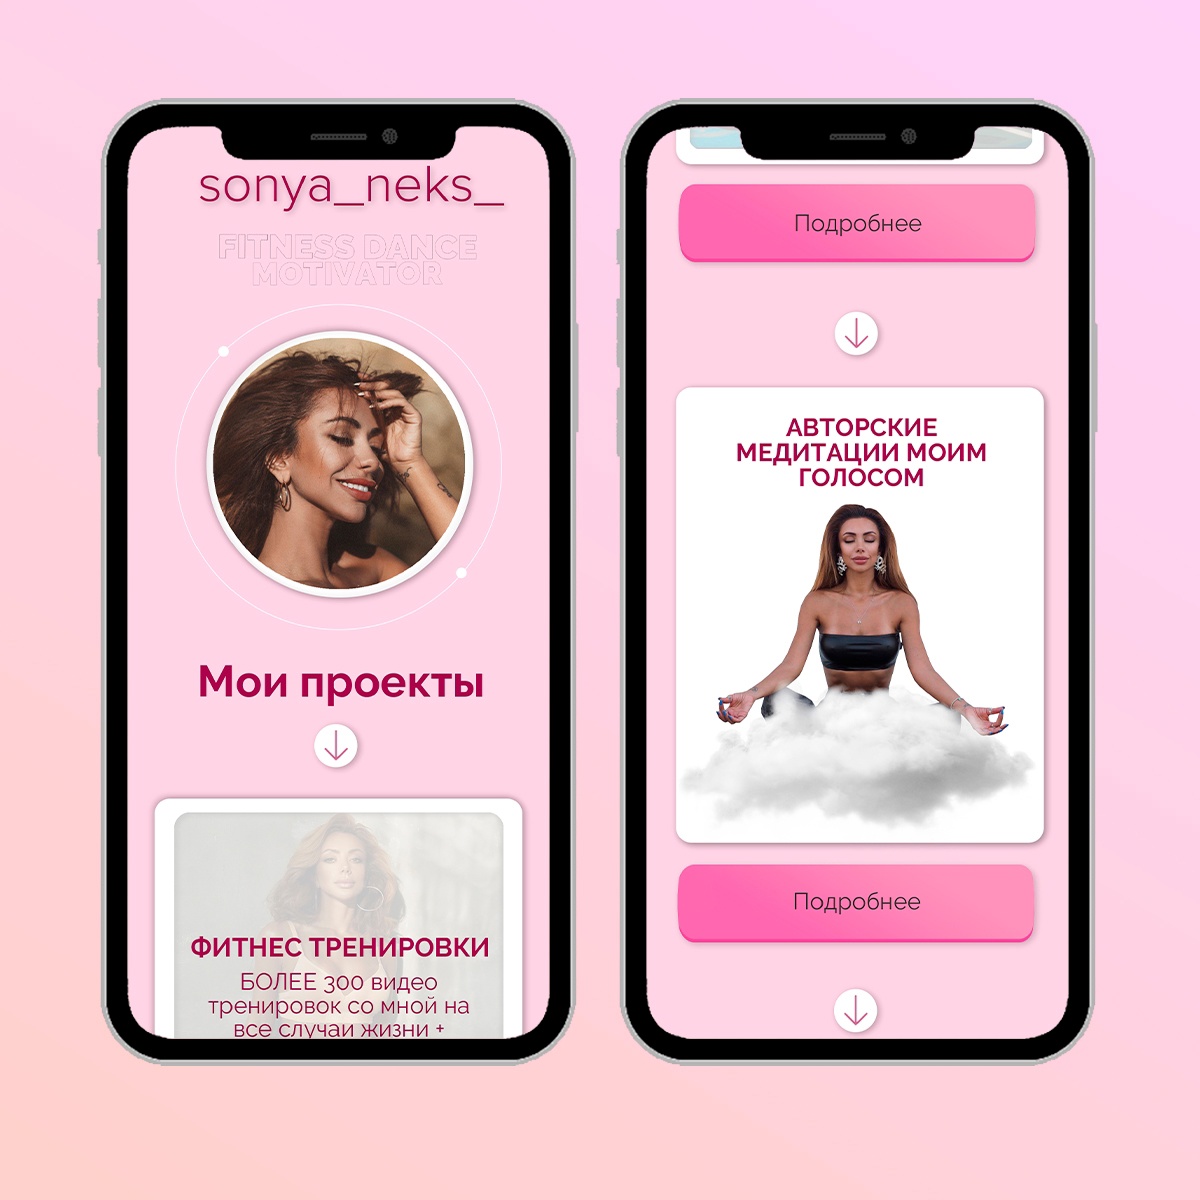 sonya_neks_
FITNESS DANCE
MOTIVATOR
Мои проекты
ФИТНЕС ТРЕНИРОВКИ
БОЛЕЕ 300 видео
тренировок со мной на
все случаи жизни +
Подробнее
АВТОРСКИЕ
МЕДИТАЦИИ МОИМ
ГОЛОСОМ
Подробнее